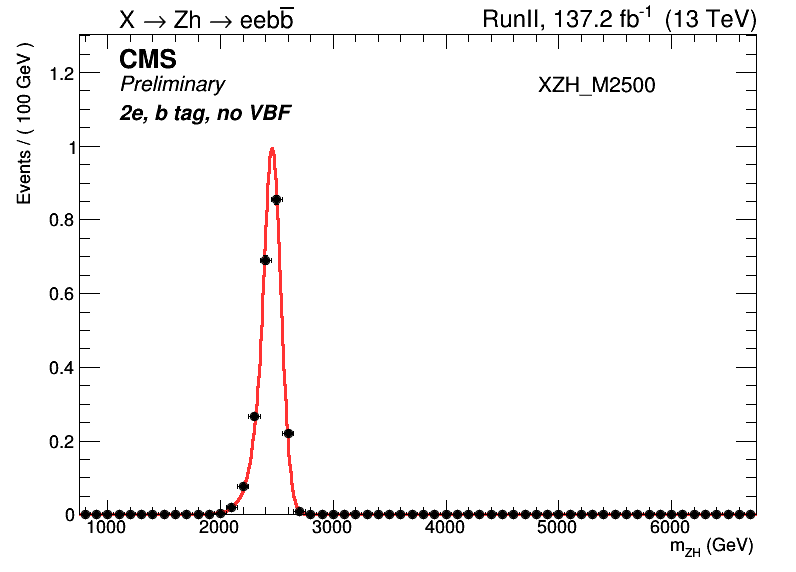 X → Zh → eebb̅ RunII, 137.2 fb⁻¹ (13 TeV)
CMS
Preliminary
XZH_M2500
2e, b tag, no VBF
Events / ( 100 GeV )
1.2
1
0.8
0.6
0.4
0.2
0
1000 2000 3000 4000 5000 6000
m_ZH (GeV)